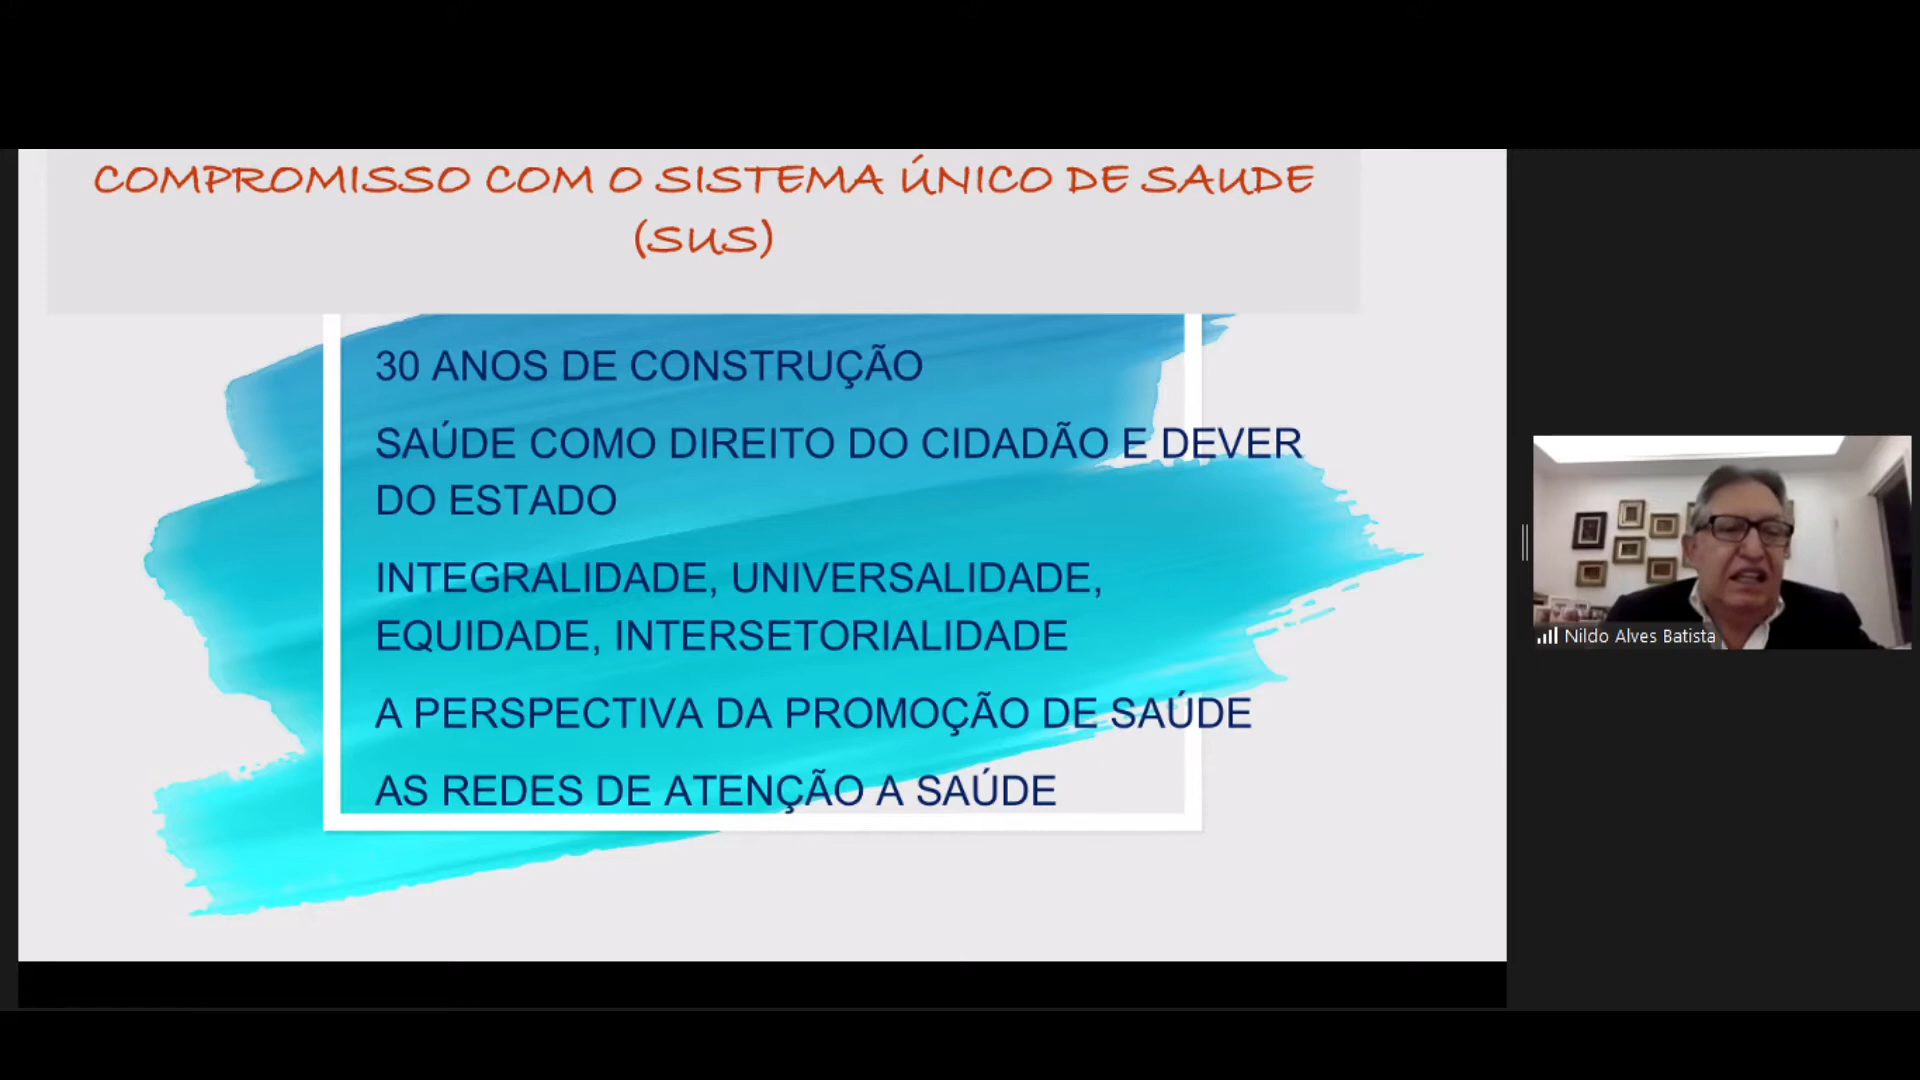 COMPROMISSO COM O SISTEMA ÚNICO DE SAUDE
(SUS)
30 ANOS DE CONSTRUÇÃO
SAÚDE COMO DIREITO DO CIDADÃO E DEVER
DO ESTADO
INTEGRALIDADE, UNIVERSALIDADE,
EQUIDADE, INTERSETORIALIDADE
A PERSPECTIVA DA PROMOÇÃO DE SAÚDE
AS REDES DE ATENÇÃO A SAÚDE
Nildo Alves Batista